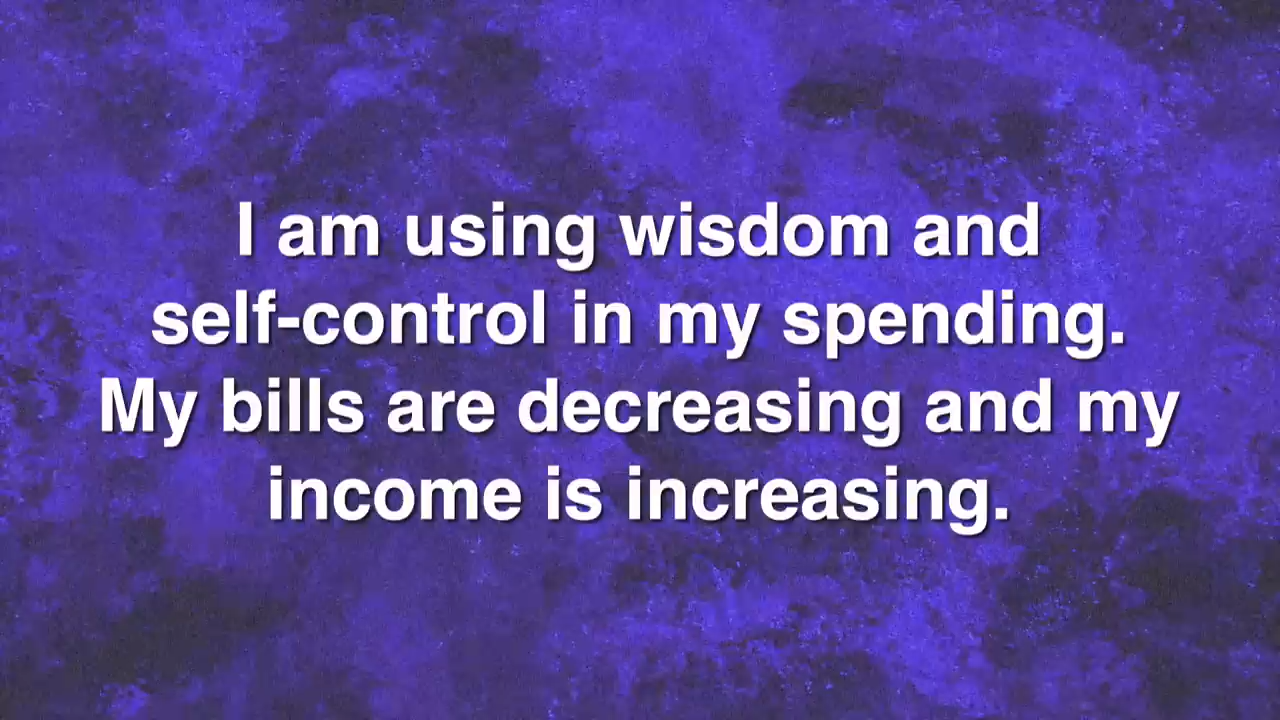 I am using wisdom and
self-control in my spending.
My bills are decreasing and my
income is increasing.